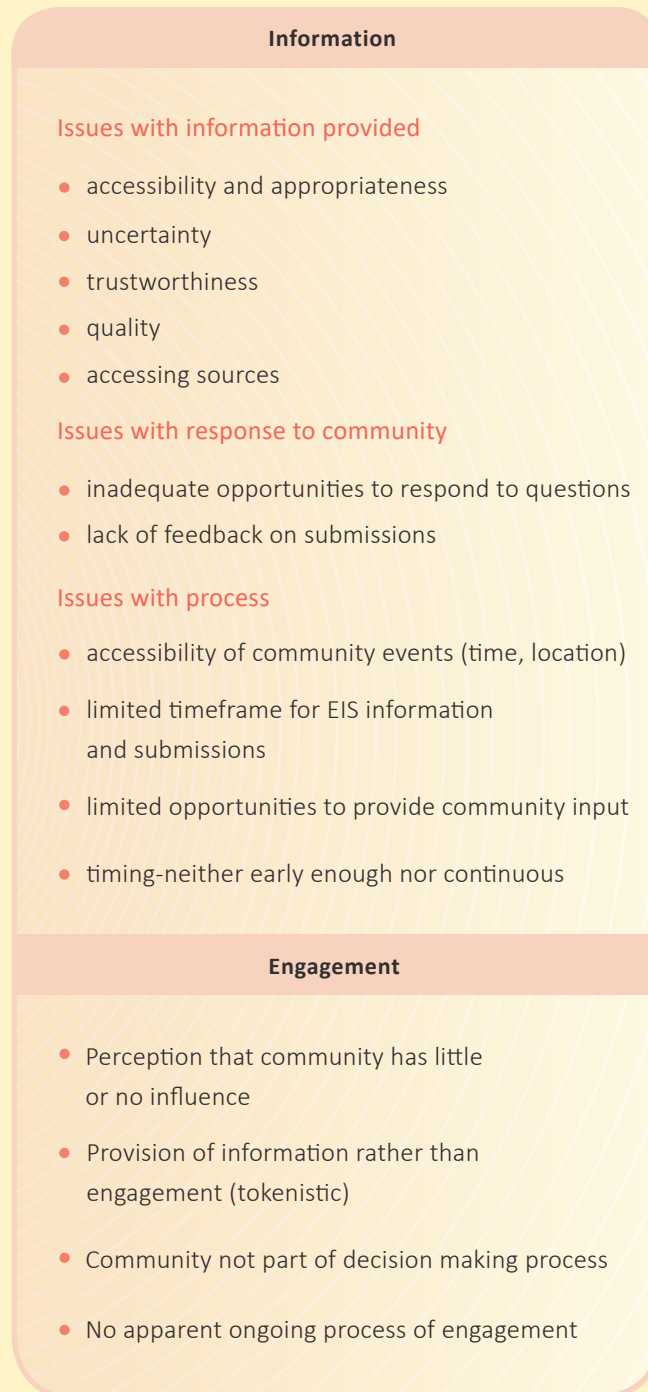 Information
Issues with information provided
• accessibility and appropriateness
• uncertainty
• trustworthiness
• quality
• accessing sources
Issues with response to community
• inadequate opportunities to respond to questions
• lack of feedback on submissions
Issues with process
• accessibility of community events (time, location)
• limited timeframe for EIS information
and submissions
• limited opportunities to provide community input
• timing-neither early enough nor continuous
Engagement
• Perception that community has little
or no influence
• Provision of information rather than
engagement (tokenistic)
• Community not part of decision making process
• No apparent ongoing process of engagement